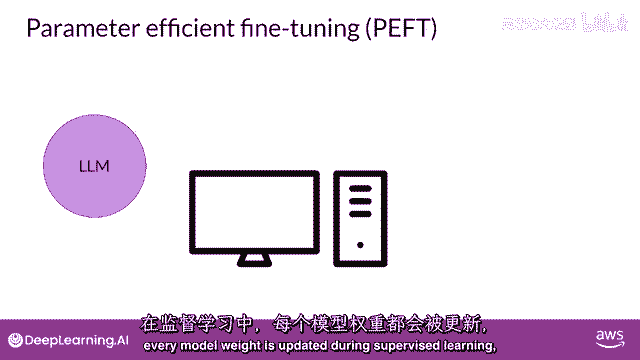 Parameter efficient fine-tuning (PEFT)
LLM
在监督学习中，每个模型权重都会被更新，
every model weight is updated during supervised learning,
DeepLearning.AI
aws